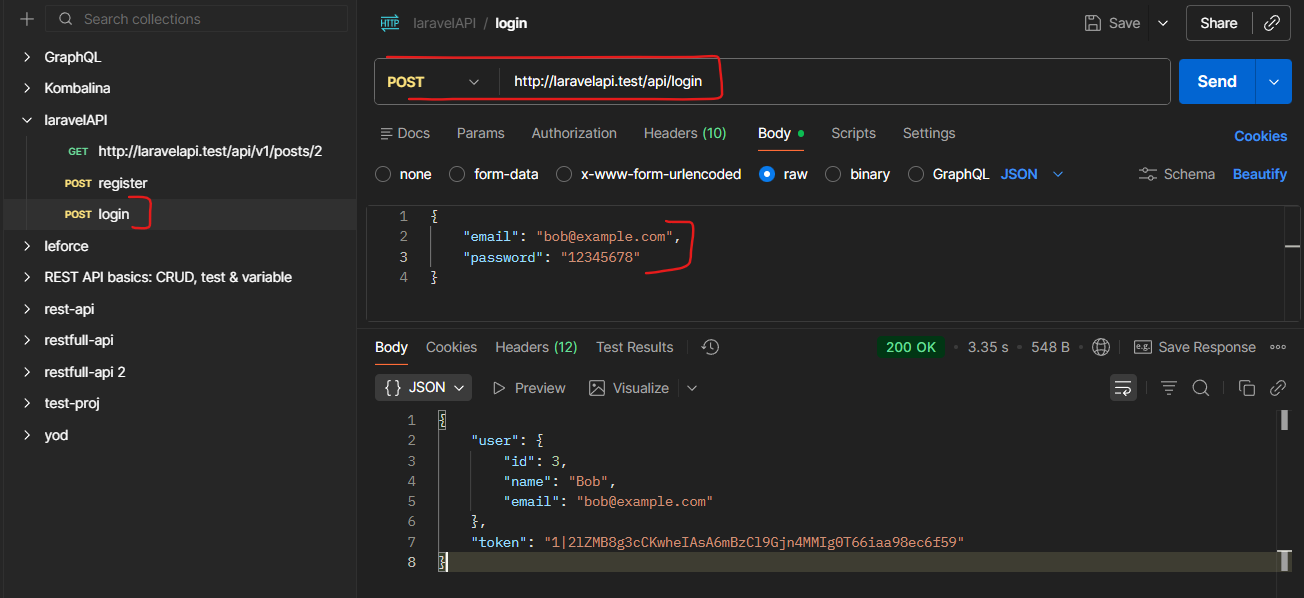 Search collections
GraphQL
Kombalina
laravelAPI
GET http://laravelapi.test/api/v1/posts/2
POST register
POST login
leforce
REST API basics: CRUD, test & variable
rest-api
restfull-api
restfull-api 2
test-proj
yod
HTTP laravelAPI / login
Save
Share
POST http://laravelapi.test/api/login
Send
Docs Params Authorization Headers (10) Body Scripts Settings
Cookies
none form-data x-www-form-urlencoded raw binary GraphQL JSON
Schema Beautify
1 {
2 "email": "bob@example.com",
3 "password": "12345678"
4 }
Body Cookies Headers (12) Test Results
200 OK • 3.35 s • 548 B •
e.g. Save Response
{} JSON Preview Visualize
1 {
2 "user": {
3 "id": 3,
4 "name": "Bob",
5 "email": "bob@example.com"
6 },
7 "token": "1|2lZMB8g3cCKwheIAsA6mBzCl9Gjn4MMIg0T66iaa98ec6f59"
8 }